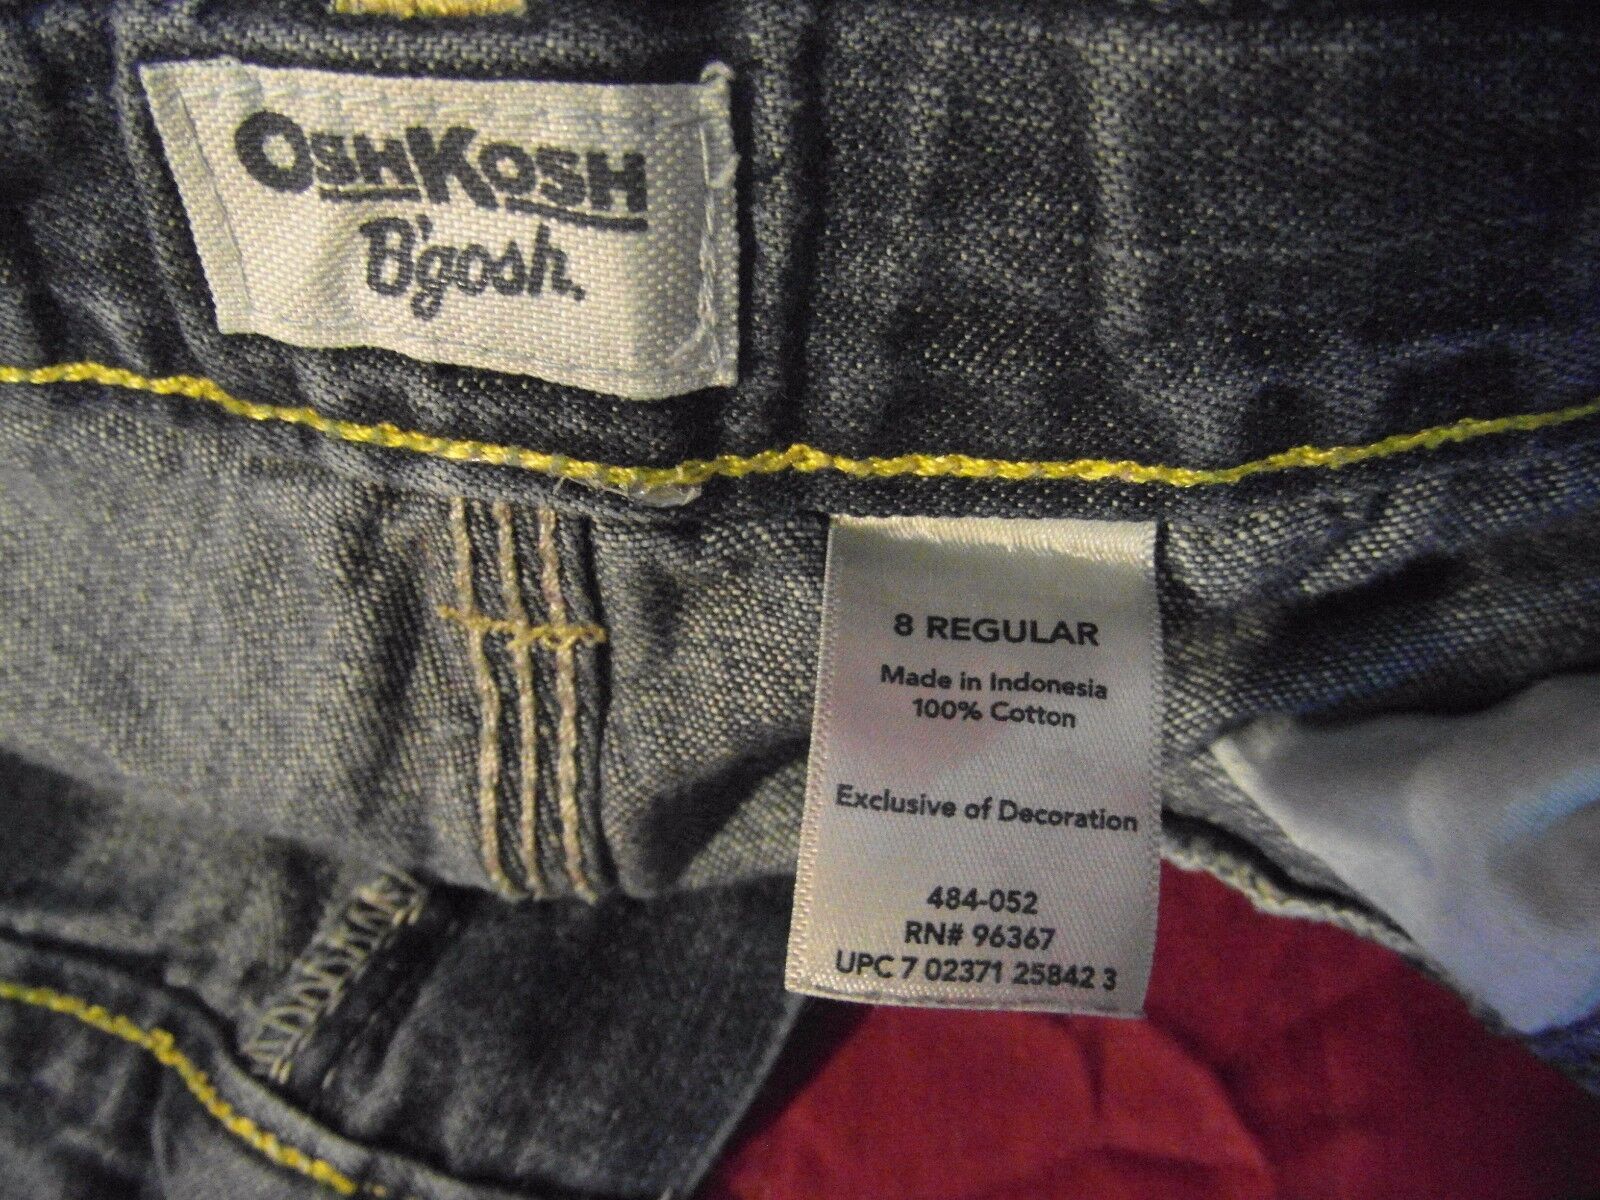 OSHKOSH
B'gosh.
8 REGULAR
Made in Indonesia
100% Cotton
Exclusive of Decoration
484-052
RN# 96367
UPC 7 02371 25842 3